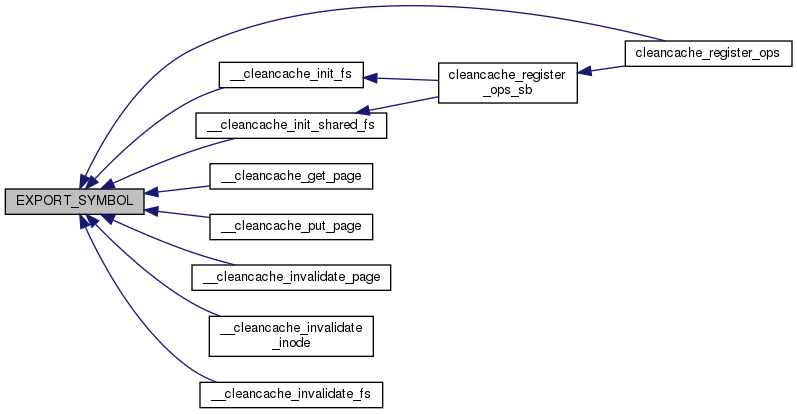 cleancache_register_ops
__cleancache_init_fs
cleancache_register
_ops_sb
__cleancache_init_shared_fs
__cleancache_get_page
EXPORT_SYMBOL
__cleancache_put_page
__cleancache_invalidate_page
__cleancache_invalidate
_inode
__cleancache_invalidate_fs